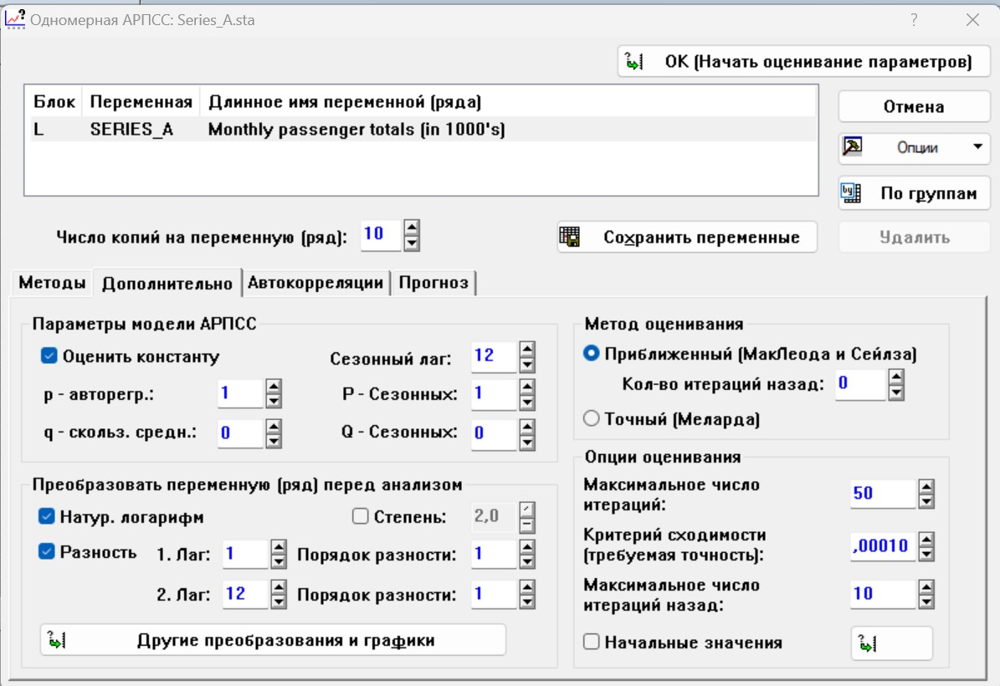 Одномерная АРПСС: Series_A.sta
?
OK (Начать оценивание параметров)
Блок Переменная Длинное имя переменной (ряда)
L SERIES_A Monthly passenger totals (in 1000's)
Отмена
Опции
by По группам
Число копий на переменную (ряд): 10
Сохранить переменные
Удалить
Методы Дополнительно Автокорреляции Прогноз
Параметры модели АРПСС
Оценить константу
Сезонный лаг: 12
p - авторегр.: 1
P - Сезонных: 1
q - скольз. средн.: 0
Q - Сезонных: 0
Преобразовать переменную (ряд) перед анализом
Натур. логарифм
Степень: 2,0
Разность 1. Лаг: 1 Порядок разности: 1
2. Лаг: 12 Порядок разности: 1
Другие преобразования и графики
Метод оценивания
Приближенный (МакЛеода и Сейлза)
Кол-во итераций назад: 0
Точный (Меларда)
Опции оценивания
Максимальное число
итераций: 50
Критерий сходимости
(требуемая точность): ,00010
Максимальное число
итераций назад: 10
Начальные значения